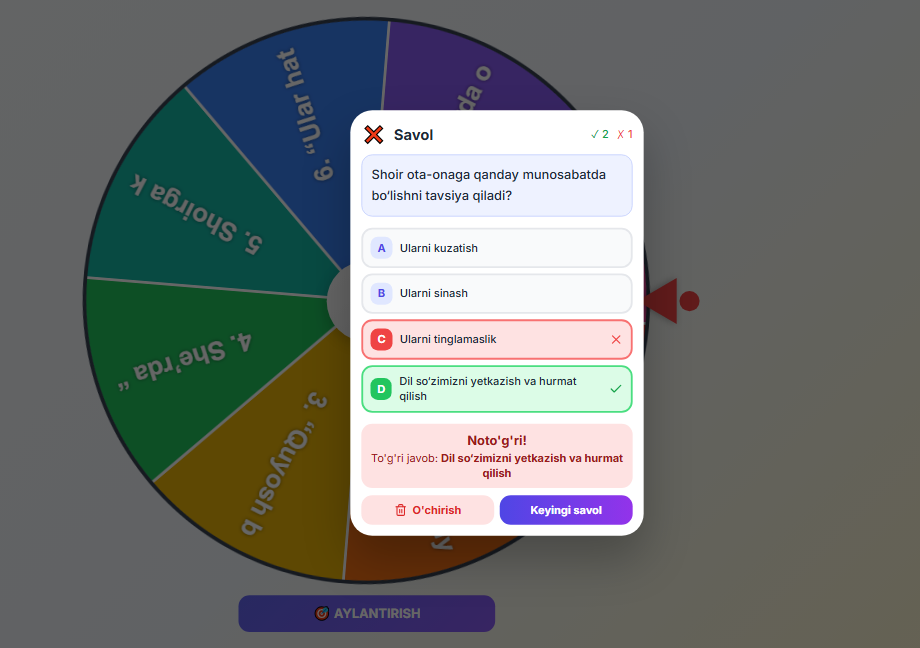 6. “Ular hat
da o
5. Shoirga k
4. She’rda “
3. “Quyosh b
y
Savol
✓ 2 ✗ 1
Shoir ota-onaga qanday munosabatda
bo‘lishni tavsiya qiladi?
A Ularni kuzatish
B Ularni sinash
C Ularni tinglamaslik
D Dil so‘zimizni yetkazish va hurmat
qilish
Noto'g'ri!
To'g'ri javob: Dil so‘zimizni yetkazish va hurmat
qilish
O'chirish
Keyingi savol
AYLANTIRISH